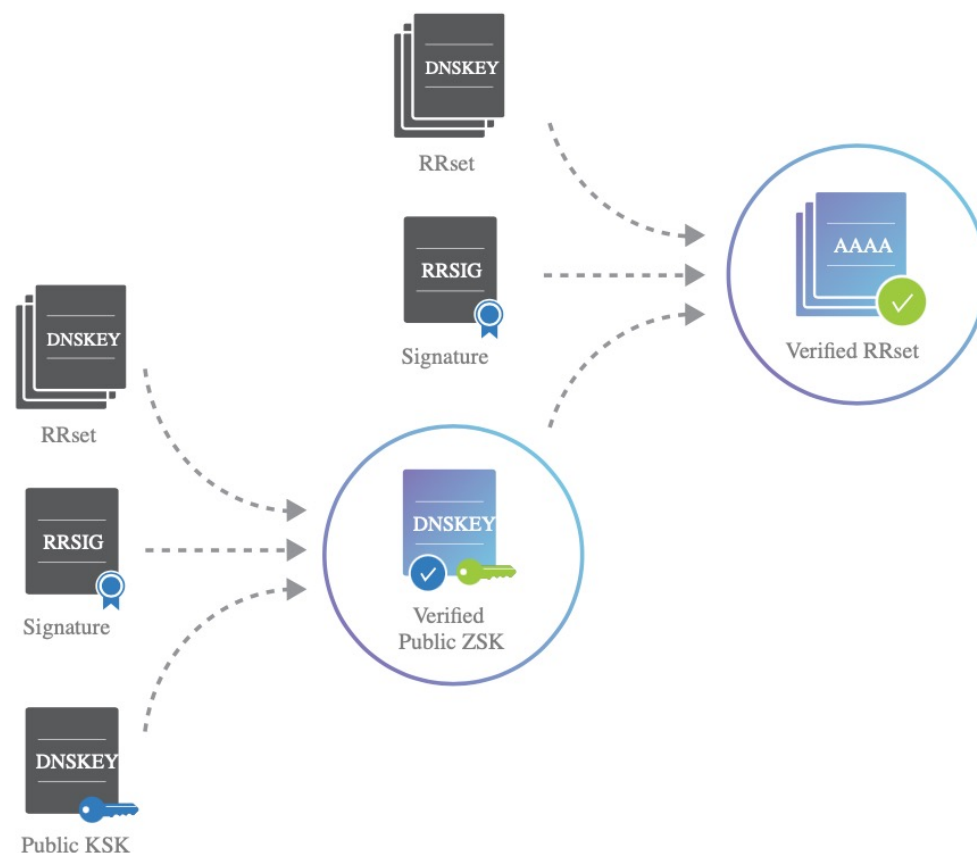 DNSKEY
RRset
RRSIG
Signature
AAAA
Verified RRset
DNSKEY
RRset
RRSIG
Signature
DNSKEY
Public KSK
DNSKEY
Verified
Public ZSK